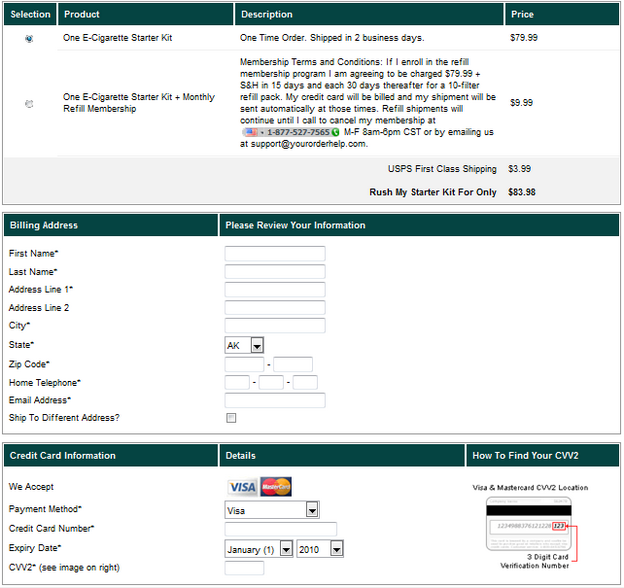 Selection Product Description Price
One E-Cigarette Starter Kit One Time Order. Shipped in 2 business days. $79.99
Membership Terms and Conditions: If I enroll in the refill
membership program I am agreeing to be charged $79.99 +
S&H in 15 days and each 30 days thereafter for a 10-filter
refill pack. My credit card will be billed and my shipment will be
sent automatically at those times. Refill shipments will
continue until I call to cancel my membership at
1-877-527-7565 M-F 8am-6pm CST or by emailing us
at support@yourorderhelp.com.
One E-Cigarette Starter Kit + Monthly
Refill Membership
$9.99
USPS First Class Shipping $3.99
Rush My Starter Kit For Only $83.98
Billing Address Please Review Your Information
First Name*
Last Name*
Address Line 1*
Address Line 2
City*
State* AK
Zip Code* -
Home Telephone* - -
Email Address*
Ship To Different Address?
Credit Card Information Details How To Find Your CVV2
We Accept VISA MasterCard
Payment Method* Visa
Credit Card Number*
Expiry Date* January (1) 2010
CVV2* (see image on right)
Visa & Mastercard CVV2 Location
123
3 Digit Card
Verification Number